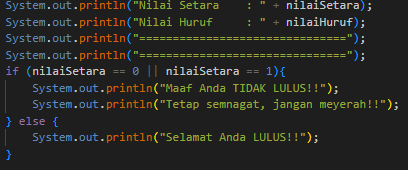 System.out.println("Nilai Setara    : " + nilaiSetara);
System.out.println("Nilai Huruf     : " + nilaiHuruf);
System.out.println("==============================");
System.out.println("==============================");
if (nilaiSetara == 0 || nilaiSetara == 1){
    System.out.println("Maaf Anda TIDAK LULUS!!");
    System.out.println("Tetap semnagat, jangan meyerah!!");
} else {
    System.out.println("Selamat Anda LULUS!!");
}